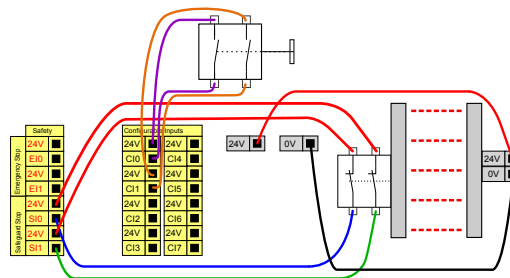 Safety
Emergency Stop
24V
EI0
24V
EI1
Safeguard Stop
24V
SI0
24V
SI1
Configurable Inputs
24V 24V
CI0 CI4
24V 24V
CI1 CI5
24V 24V
CI2 CI6
24V 24V
CI3 CI7
24V
0V
24V
0V